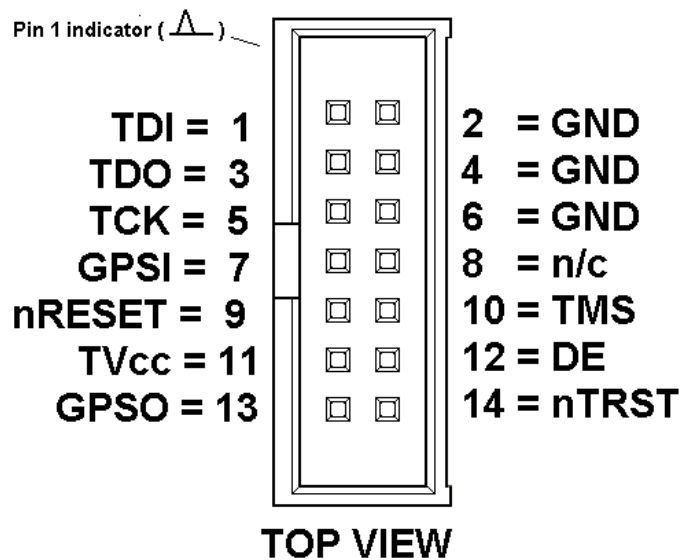 Pin 1 indicator ( )
TDI = 1
2 = GND
TDO = 3
4 = GND
TCK = 5
6 = GND
GPSI = 7
8 = n/c
nRESET = 9
10 = TMS
TVcc = 11
12 = DE
GPSO = 13
14 = nTRST
TOP VIEW